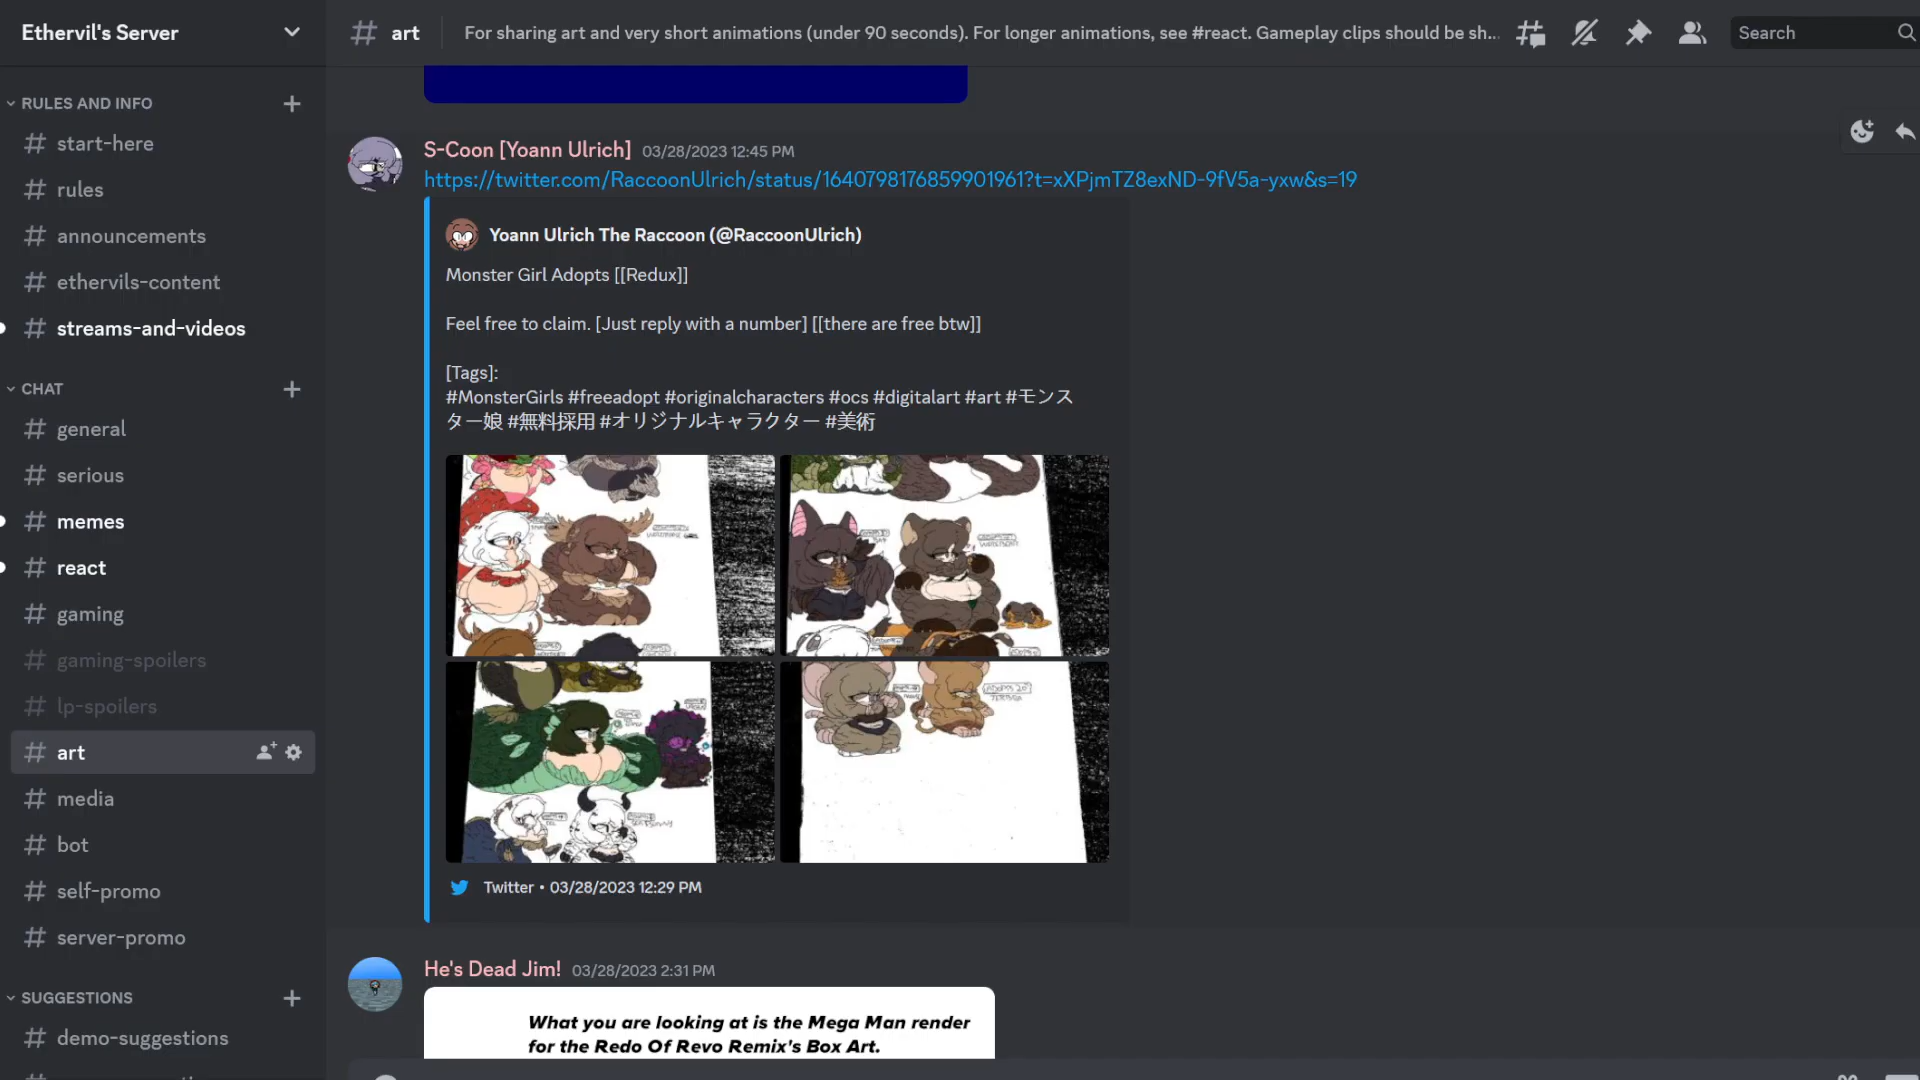 Ethervil's Server
RULES AND INFO
start-here
rules
announcements
ethervils-content
streams-and-videos
CHAT
general
serious
memes
react
gaming
gaming-spoilers
lp-spoilers
art
media
bot
self-promo
server-promo
SUGGESTIONS
demo-suggestions
art
For sharing art and very short animations (under 90 seconds). For longer animations, see #react. Gameplay clips should be sh...
Search
S-Coon [Yoann Ulrich] 03/28/2023 12:45 PM
https://twitter.com/RaccoonUlrich/status/1640798176859901961?t=xXPjmTZ8exND-9fV5a-yxw&s=19
Yoann Ulrich The Raccoon (@RaccoonUlrich)
Monster Girl Adopts [[Redux]]
Feel free to claim. [Just reply with a number] [[there are free btw]]
[Tags]:
#MonsterGirls #freeadopt #originalcharacters #ocs #digitalart #art #モンス
ター娘 #無料採用 #オリジナルキャラクター #美術
Twitter • 03/28/2023 12:29 PM
He's Dead Jim! 03/28/2023 2:31 PM
What you are looking at is the Mega Man render
for the Redo Of Revo Remix's Box Art.